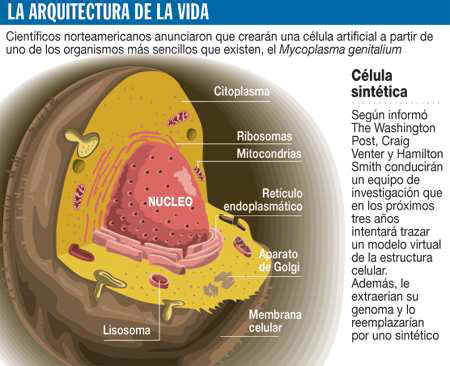 LA ARQUITECTURA DE LA VIDA
Científicos norteamericanos anunciaron que crearán una célula artificial a partir de
uno de los organismos más sencillos que existen, el Mycoplasma genitalium
Citoplasma
Ribosomas
Mitocondrias
NUCLEO
Retículo
endoplasmático
Aparato
de Golgi
Lisosoma
Membrana
celular
Célula
sintética
Según informó
The Washington
Post, Craig
Venter y Hamilton
Smith conducirán
un equipo de
investigación que
en los próximos
tres años
intentará trazar
un modelo virtual
de la estructura
celular.
Además, le
extraerían su
genoma y lo
reemplazarían
por uno sintético